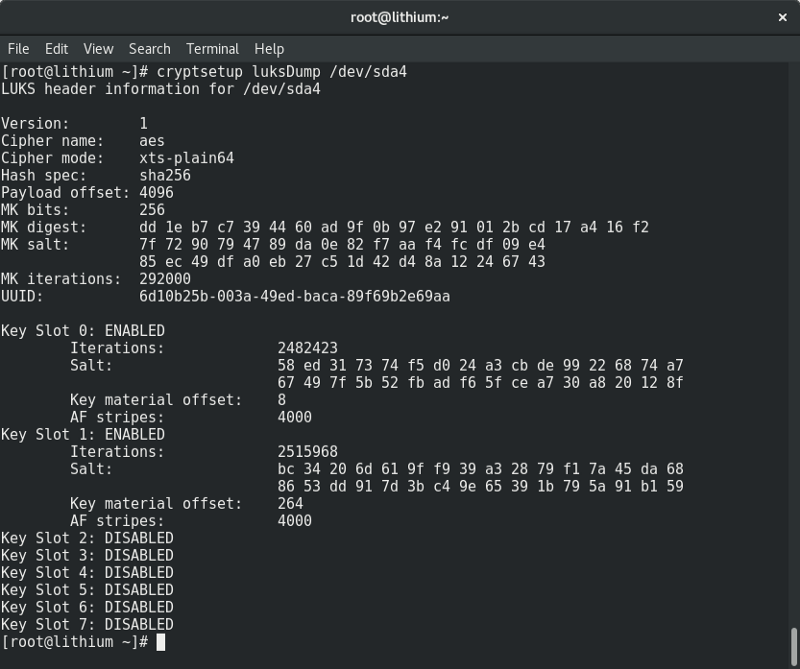 root@lithium:~
File Edit View Search Terminal Help
[root@lithium ~]# cryptsetup luksDump /dev/sda4
LUKS header information for /dev/sda4
Version: 1
Cipher name: aes
Cipher mode: xts-plain64
Hash spec: sha256
Payload offset: 4096
MK bits: 256
MK digest: dd 1e b7 c7 39 44 60 ad 9f 0b 97 e2 91 01 2b cd 17 a4 16 f2
MK salt: 7f 72 90 79 47 89 da 0e 82 f7 aa f4 fc df 09 e4
85 ec 49 df a0 eb 27 c5 1d 42 d4 8a 12 24 67 43
MK iterations: 292000
UUID: 6d10b25b-003a-49ed-baca-89f69b2e69aa
Key Slot 0: ENABLED
Iterations: 2482423
Salt: 58 ed 31 73 74 f5 d0 24 a3 cb de 99 22 68 74 a7
67 49 7f 5b 52 fb ad f6 5f ce a7 30 a8 20 12 8f
Key material offset: 8
AF stripes: 4000
Key Slot 1: ENABLED
Iterations: 2515968
Salt: bc 34 20 6d 61 9f f9 39 a3 28 79 f1 7a 45 da 68
86 53 dd 91 7d 3b c4 9e 65 39 1b 79 5a 91 b1 59
Key material offset: 264
AF stripes: 4000
Key Slot 2: DISABLED
Key Slot 3: DISABLED
Key Slot 4: DISABLED
Key Slot 5: DISABLED
Key Slot 6: DISABLED
Key Slot 7: DISABLED
[root@lithium ~]#